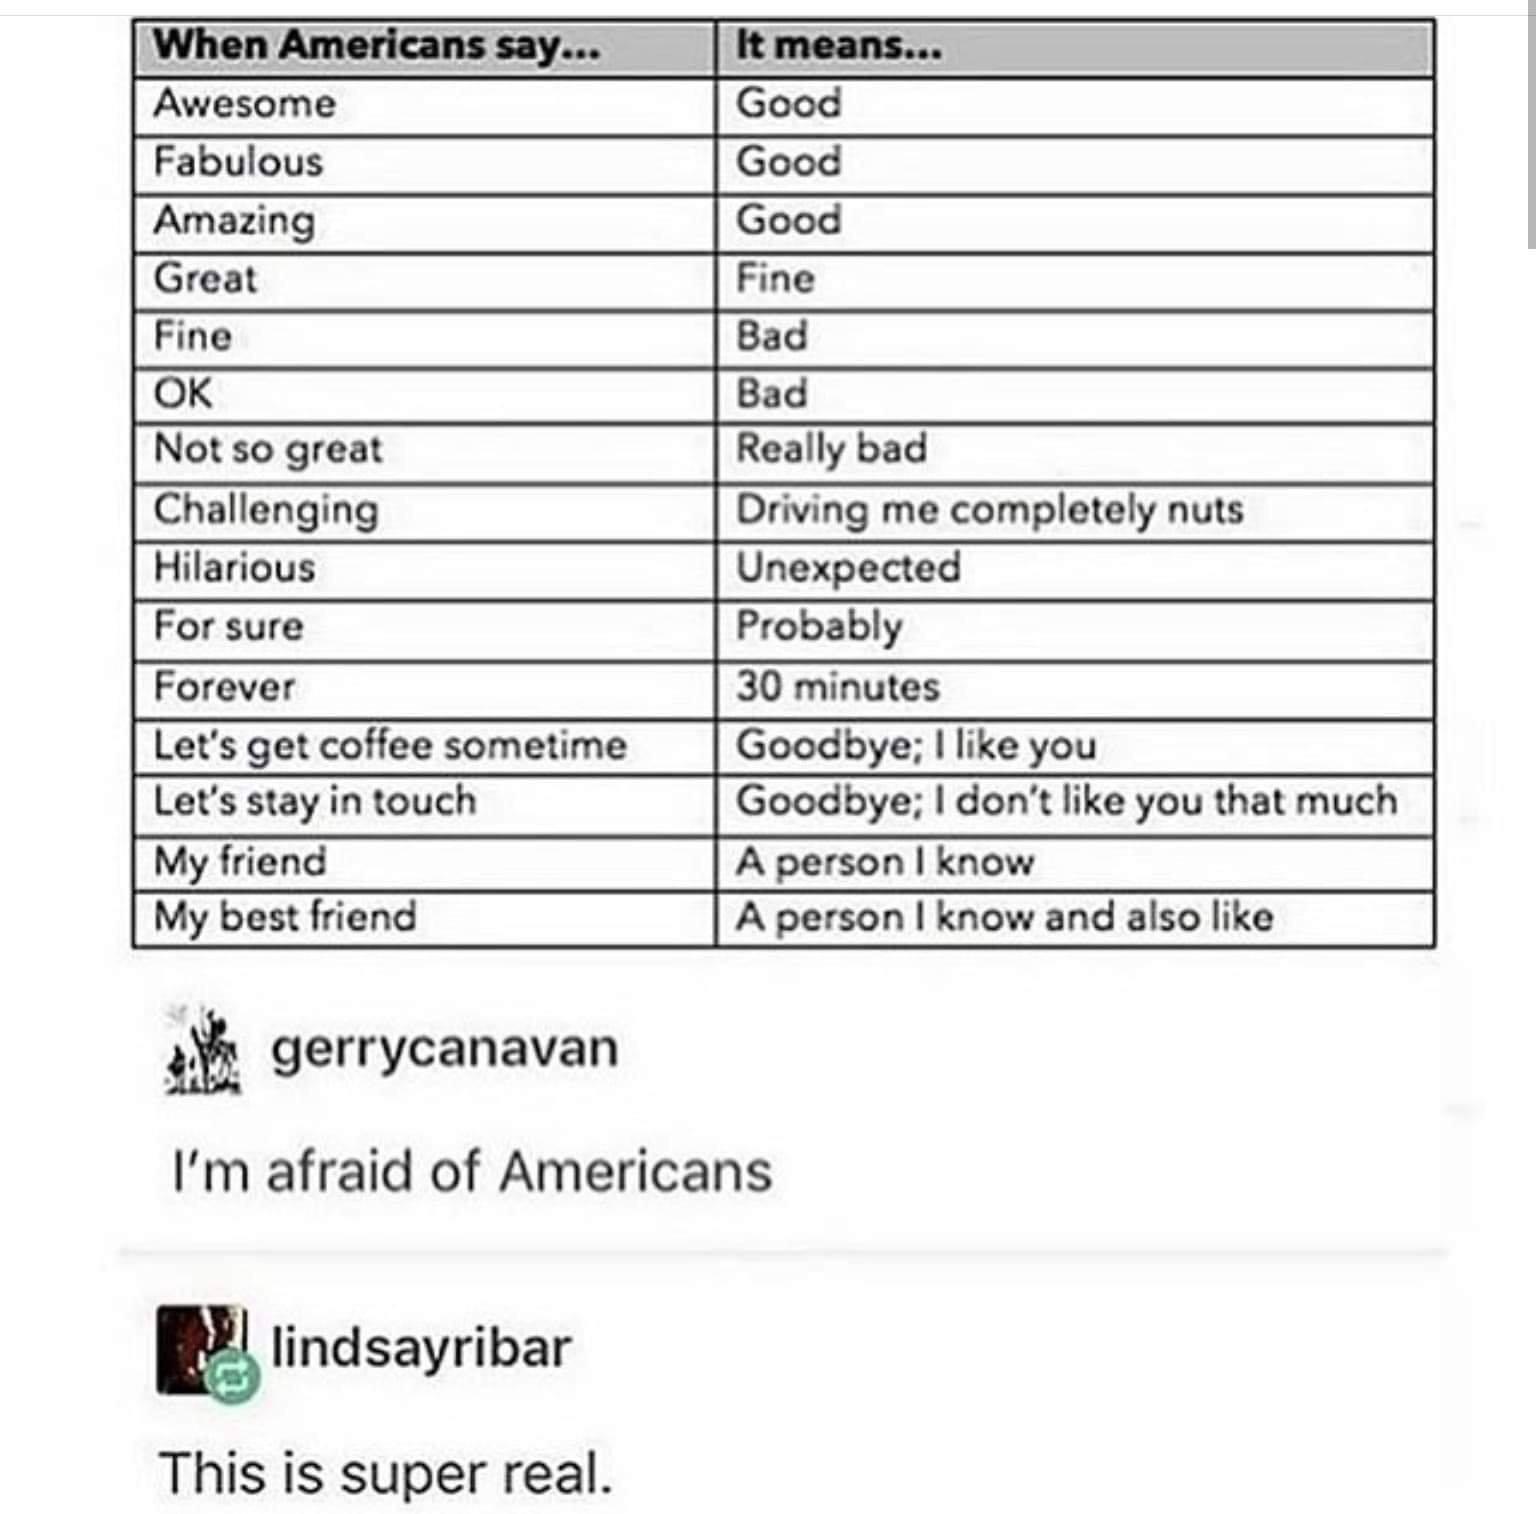 When Americans say... It means...
Awesome Good
Fabulous Good
Amazing Good
Great Fine
Fine Bad
OK Bad
Not so great Really bad
Challenging Driving me completely nuts
Hilarious Unexpected
For sure Probably
Forever 30 minutes
Let's get coffee sometime Goodbye; I like you
Let's stay in touch Goodbye; I don't like you that much
My friend A person I know
My best friend A person I know and also like
gerrycanavan
I'm afraid of Americans
lindsayribar
This is super real.